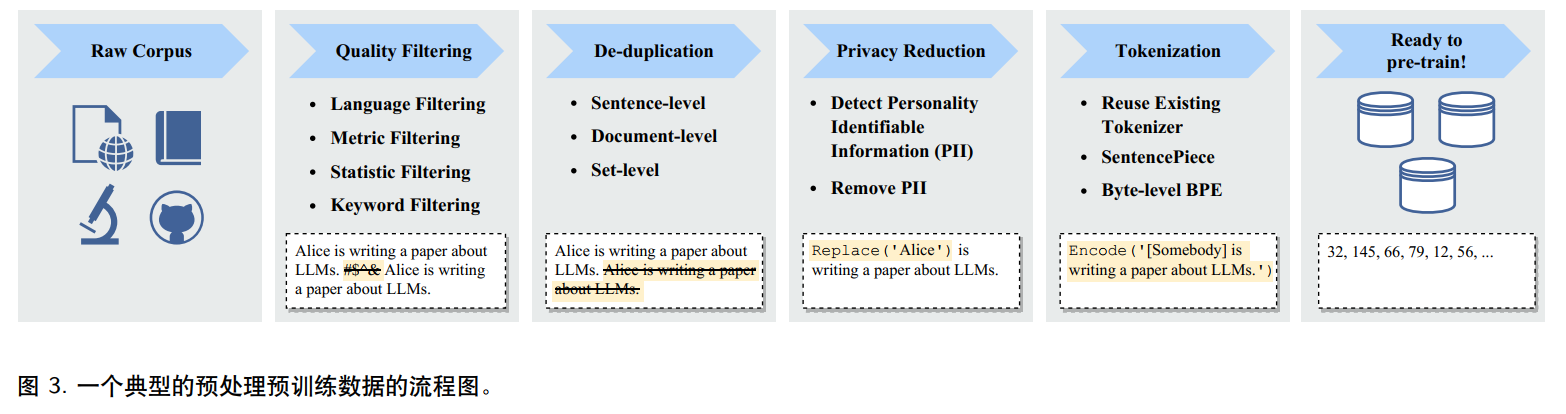 Raw Corpus
Quality Filtering
• Language Filtering
• Metric Filtering
• Statistic Filtering
• Keyword Filtering
Alice is writing a paper about
LLMs. #$^& Alice is writing
a paper about LLMs.
De-duplication
• Sentence-level
• Document-level
• Set-level
Alice is writing a paper about
LLMs. Alice is writing a paper
about LLMs.
Privacy Reduction
• Detect Personality
Identifiable
Information (PII)
• Remove PII
Replace('Alice') is
writing a paper about LLMs.
Tokenization
• Reuse Existing
Tokenizer
• SentencePiece
• Byte-level BPE
Encode('[Somebody] is
writing a paper about LLMs.')
Ready to
pre-train!
32, 145, 66, 79, 12, 56, ...
图 3. 一个典型的预处理预训练数据的流程图。